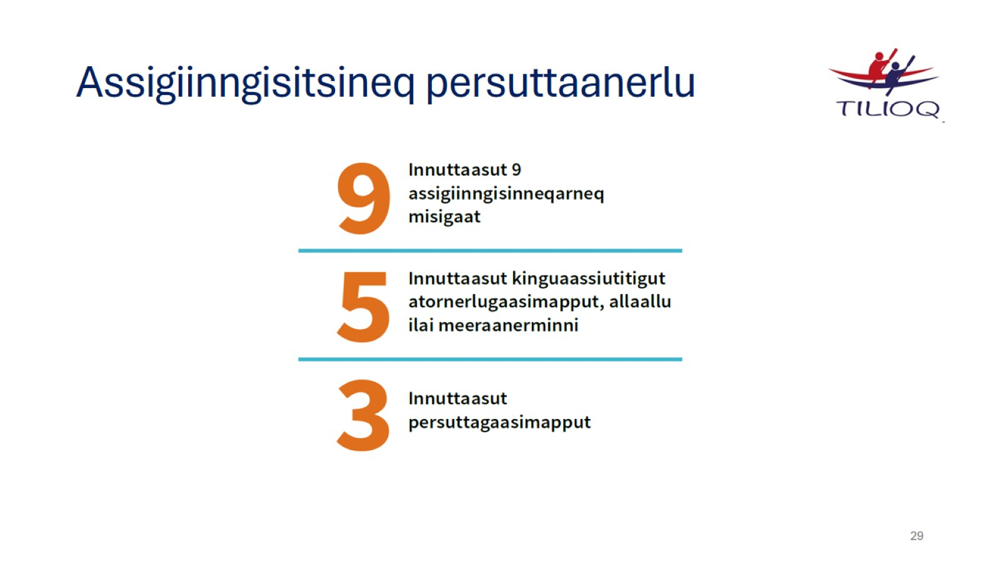 Assigiinngisitsineq persuttaanerlu
TILIOQ
9
Innuttaasut 9
assigiinngisinneqarneq
misigaat
5
Innuttaasut kinguaassiutitigut
atornerlugaasimapput, allaallu
ilai meeraanerminni
3
Innuttaasut
persuttagaasimapput
29